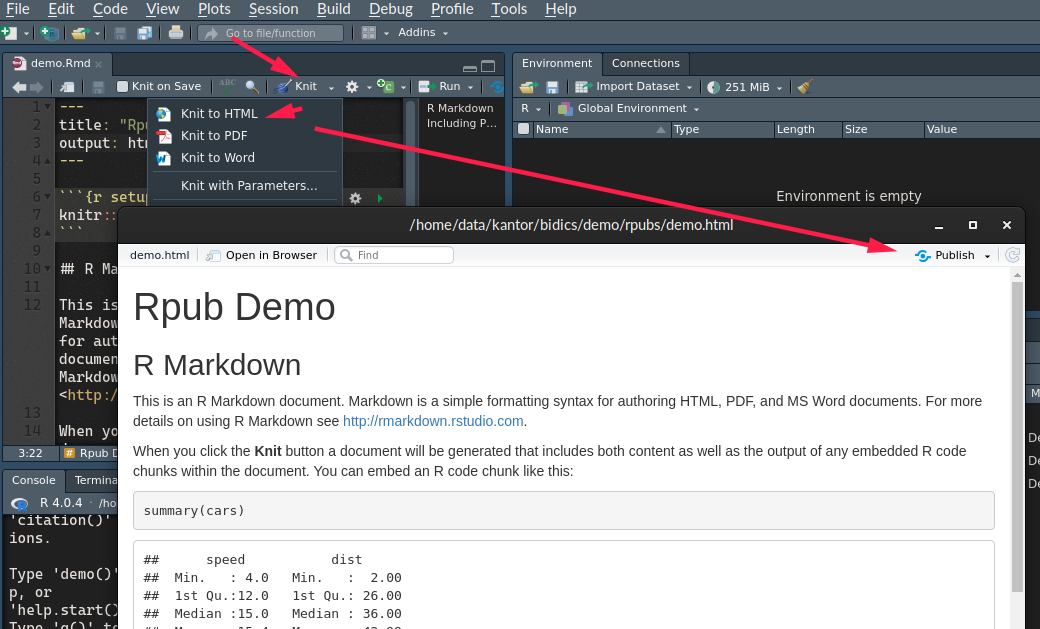 File Edit Code View Plots Session Build Debug Profile Tools Help
Go to file/function Addins
demo.Rmd
Knit on Save ABC Knit Run
1 ---
2 title: "Rpu
3 output: htm
4 ---
5
6 ```{r setup
7 knitr::
8 ```
9
10 ## R Ma
11
12 This is
Markdow
for aut
documen
Markdow
<http:/
13
14 When yo
3:22 # Rpub D
R Markdown
Including P...
Knit to HTML
Knit to PDF
Knit to Word
Knit with Parameters...
Environment Connections
Import Dataset 251 MiB
R Global Environment
Name Type Length Size Value
Environment is empty
M
De
De
De
Console Termina
R 4.0.4 · /ho
'citation()'
ions.
Type 'demo()'
p, or
'help.start()
Type 'q()' to
/home/data/kantor/bidics/demo/rpubs/demo.html
demo.html Open in Browser Find Publish
Rpub Demo
R Markdown
This is an R Markdown document. Markdown is a simple formatting syntax for authoring HTML, PDF, and MS Word documents. For more
details on using R Markdown see http://rmarkdown.rstudio.com.
When you click the Knit button a document will be generated that includes both content as well as the output of any embedded R code
chunks within the document. You can embed an R code chunk like this:
summary(cars)
## speed dist
## Min. : 4.0 Min. : 2.00
## 1st Qu.:12.0 1st Qu.: 26.00
## Median :15.0 Median : 36.00